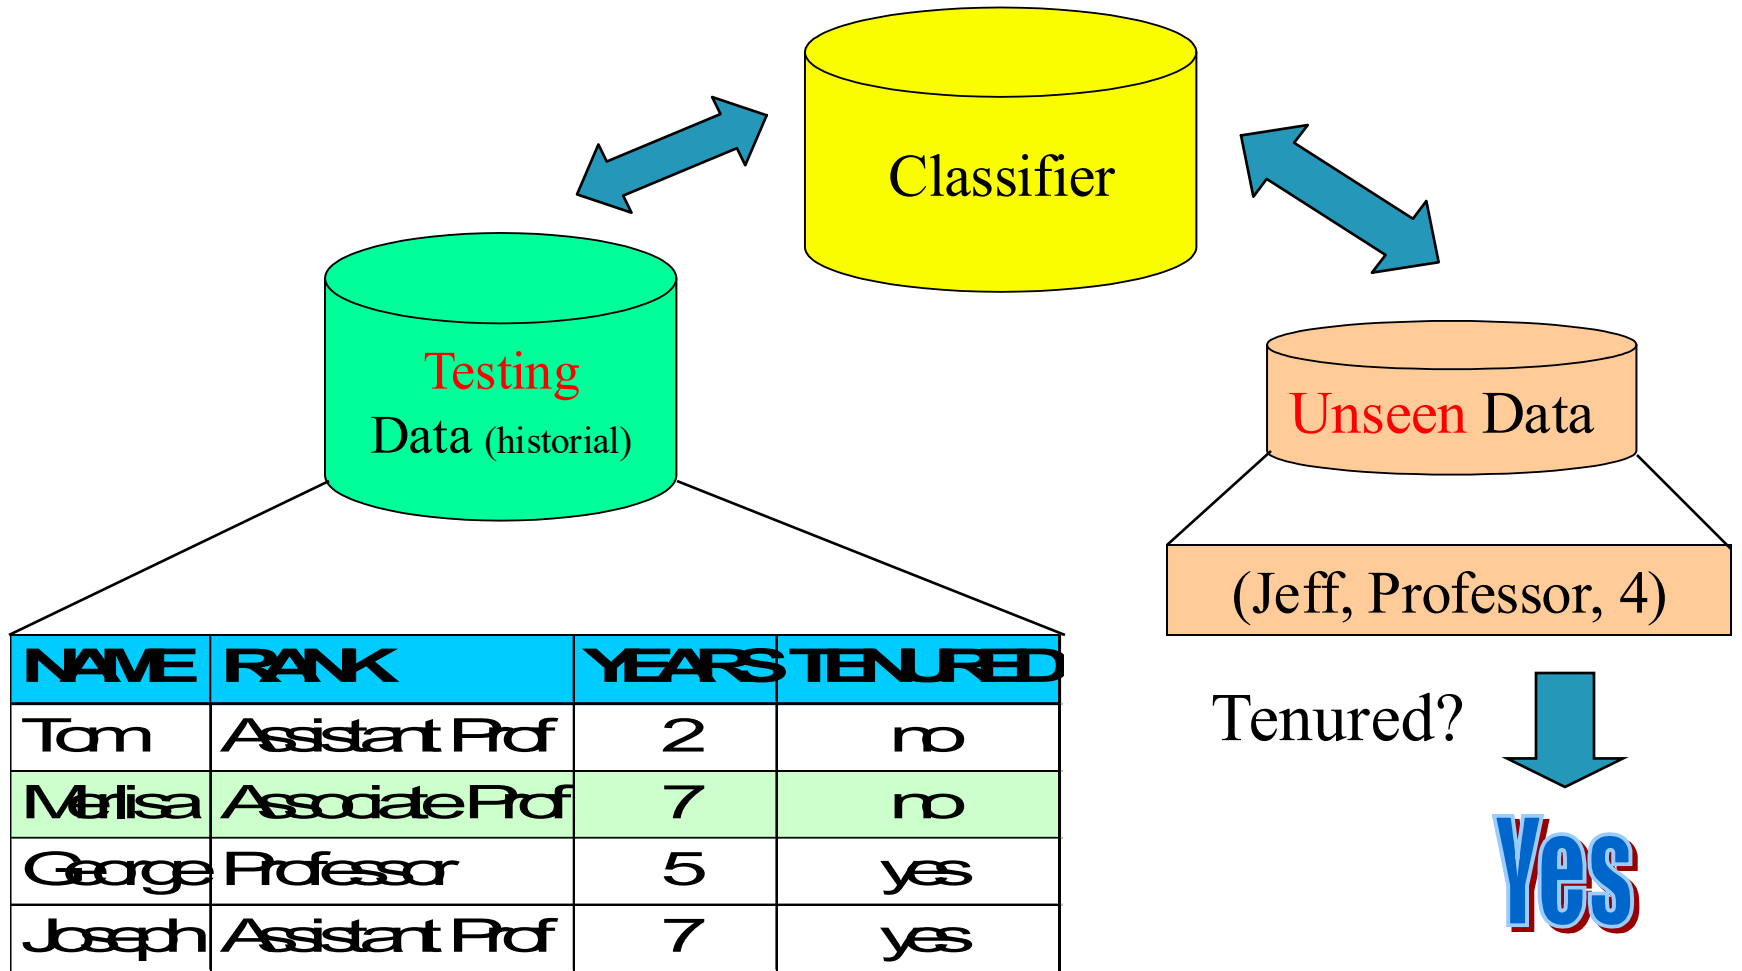 Classifier
Testing
Data (historial)
Unseen Data
(Jeff, Professor, 4)
NAME RANK YEARS TENURED
Tom Assistant Prof 2 no
Merlisa Associate Prof 7 no
George Professor 5 yes
Joseph Assistant Prof 7 yes
Tenured?
Yes